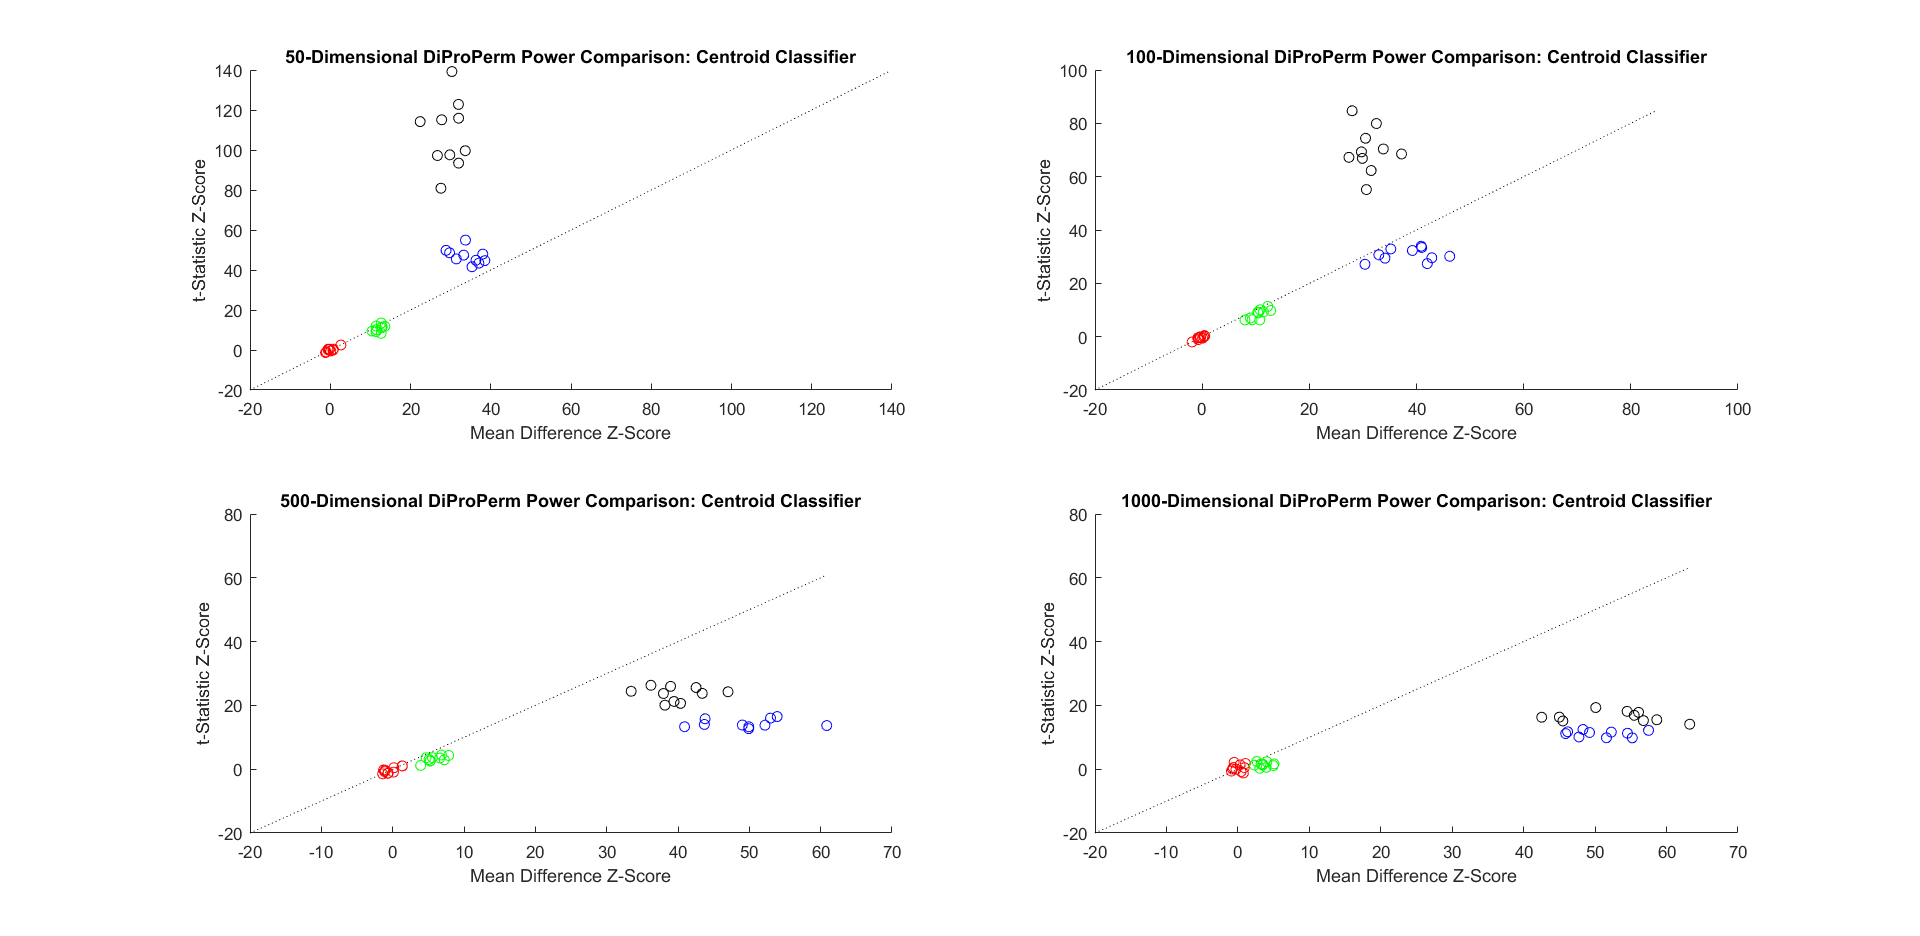 50-Dimensional DiProPerm Power Comparison: Centroid Classifier
140
120
100
80
60
40
20
0
-20
t-Statistic Z-Score
-20 0 20 40 60 80 100 120 140
Mean Difference Z-Score
100-Dimensional DiProPerm Power Comparison: Centroid Classifier
100
80
60
40
20
0
-20
t-Statistic Z-Score
-20 0 20 40 60 80 100
Mean Difference Z-Score
500-Dimensional DiProPerm Power Comparison: Centroid Classifier
80
60
40
20
0
-20
t-Statistic Z-Score
-20 -10 0 10 20 30 40 50 60 70
Mean Difference Z-Score
1000-Dimensional DiProPerm Power Comparison: Centroid Classifier
80
60
40
20
0
-20
t-Statistic Z-Score
-20 -10 0 10 20 30 40 50 60 70
Mean Difference Z-Score